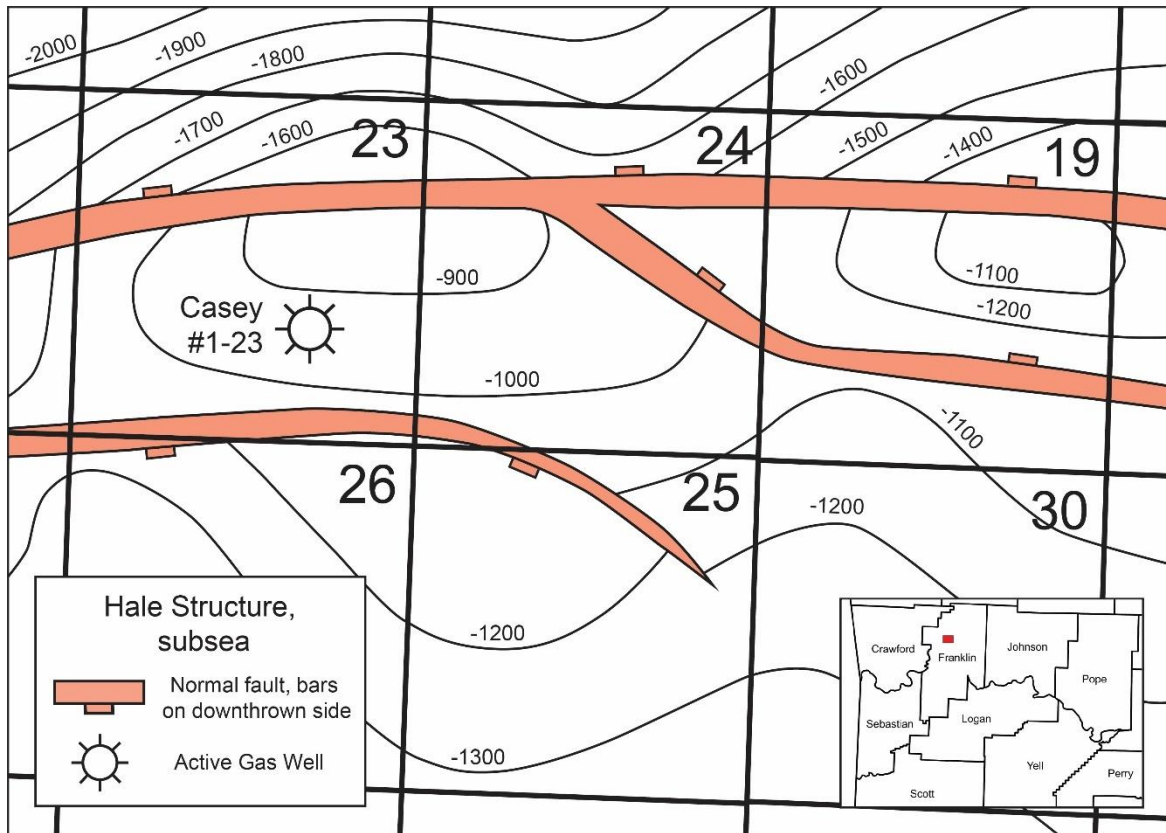 -2000
-1900
-1800
-1700
-1600
-1600
-1500
-1400
23
24
19
-900
-1100
-1200
Casey
#1-23
-1000
-1100
26
25
30
-1200
-1200
-1300
Hale Structure,
subsea
Normal fault, bars
on downthrown side
Active Gas Well
Crawford
Franklin
Johnson
Pope
Sebastian
Logan
Yell
Perry
Scott